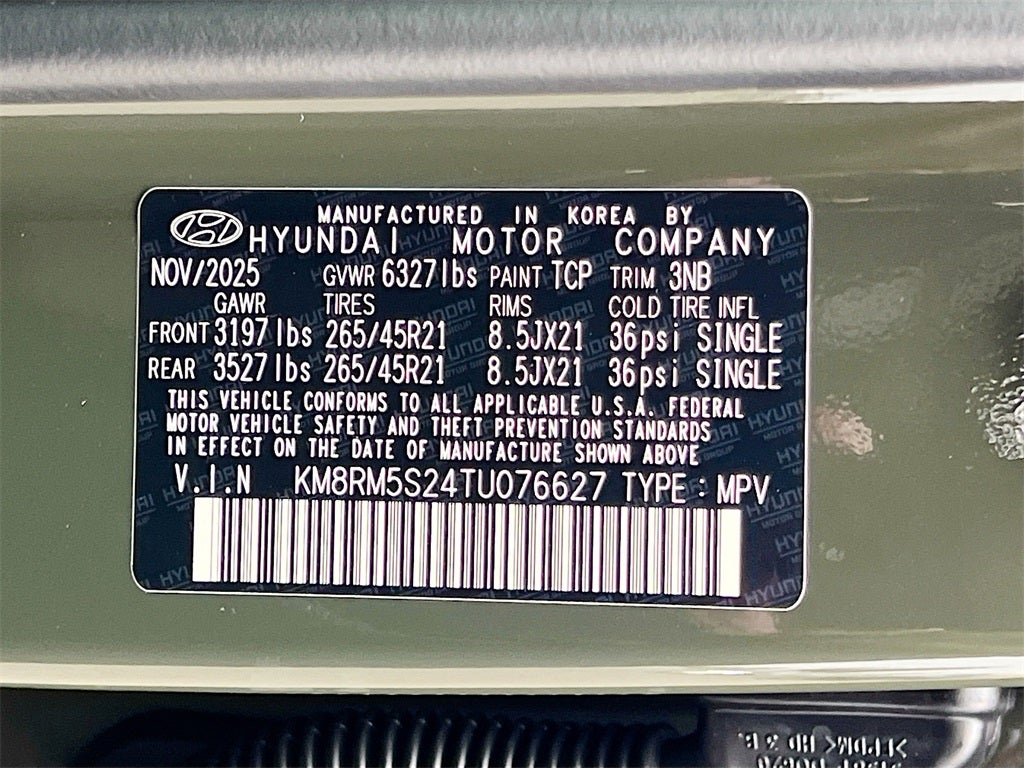 MANUFACTURED IN KOREA BY
HYUNDAI MOTOR COMPANY
NOV/2025 GVWR 6327lbs PAINT TCP TRIM 3NB
GAWR TIRES RIMS COLD TIRE INFL
FRONT 3197lbs 265/45R21 8.5JX21 36psi SINGLE
REAR 3527lbs 265/45R21 8.5JX21 36psi SINGLE
THIS VEHICLE CONFORMS TO ALL APPLICABLE U.S.A. FEDERAL
MOTOR VEHICLE SAFETY AND THEFT PREVENTION STANDARDS
IN EFFECT ON THE DATE OF MANUFACTURE SHOWN ABOVE
V.I.N KM8RM5S24TU076627 TYPE : MPV